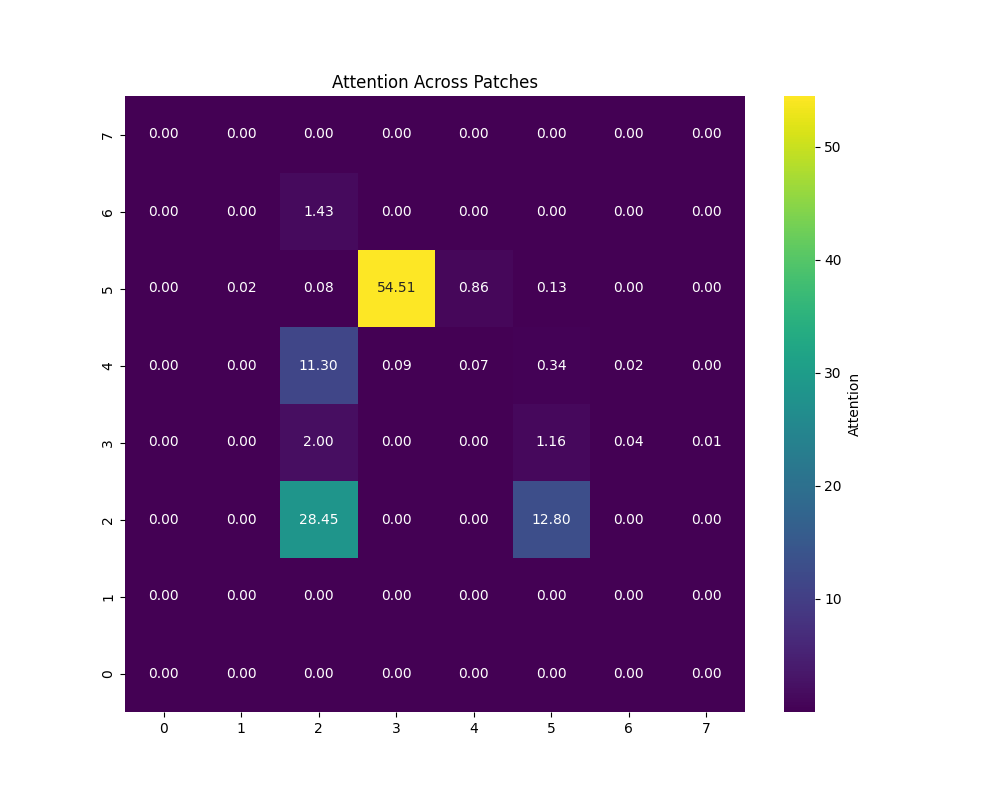 Attention Across Patches
7 0.00 0.00 0.00 0.00 0.00 0.00 0.00 0.00
6 0.00 0.00 1.43 0.00 0.00 0.00 0.00 0.00
5 0.00 0.02 0.08 54.51 0.86 0.13 0.00 0.00
4 0.00 0.00 11.30 0.09 0.07 0.34 0.02 0.00
3 0.00 0.00 2.00 0.00 0.00 1.16 0.04 0.01
2 0.00 0.00 28.45 0.00 0.00 12.80 0.00 0.00
1 0.00 0.00 0.00 0.00 0.00 0.00 0.00 0.00
0 0.00 0.00 0.00 0.00 0.00 0.00 0.00 0.00
0 1 2 3 4 5 6 7
50
40
30
20
10
Attention